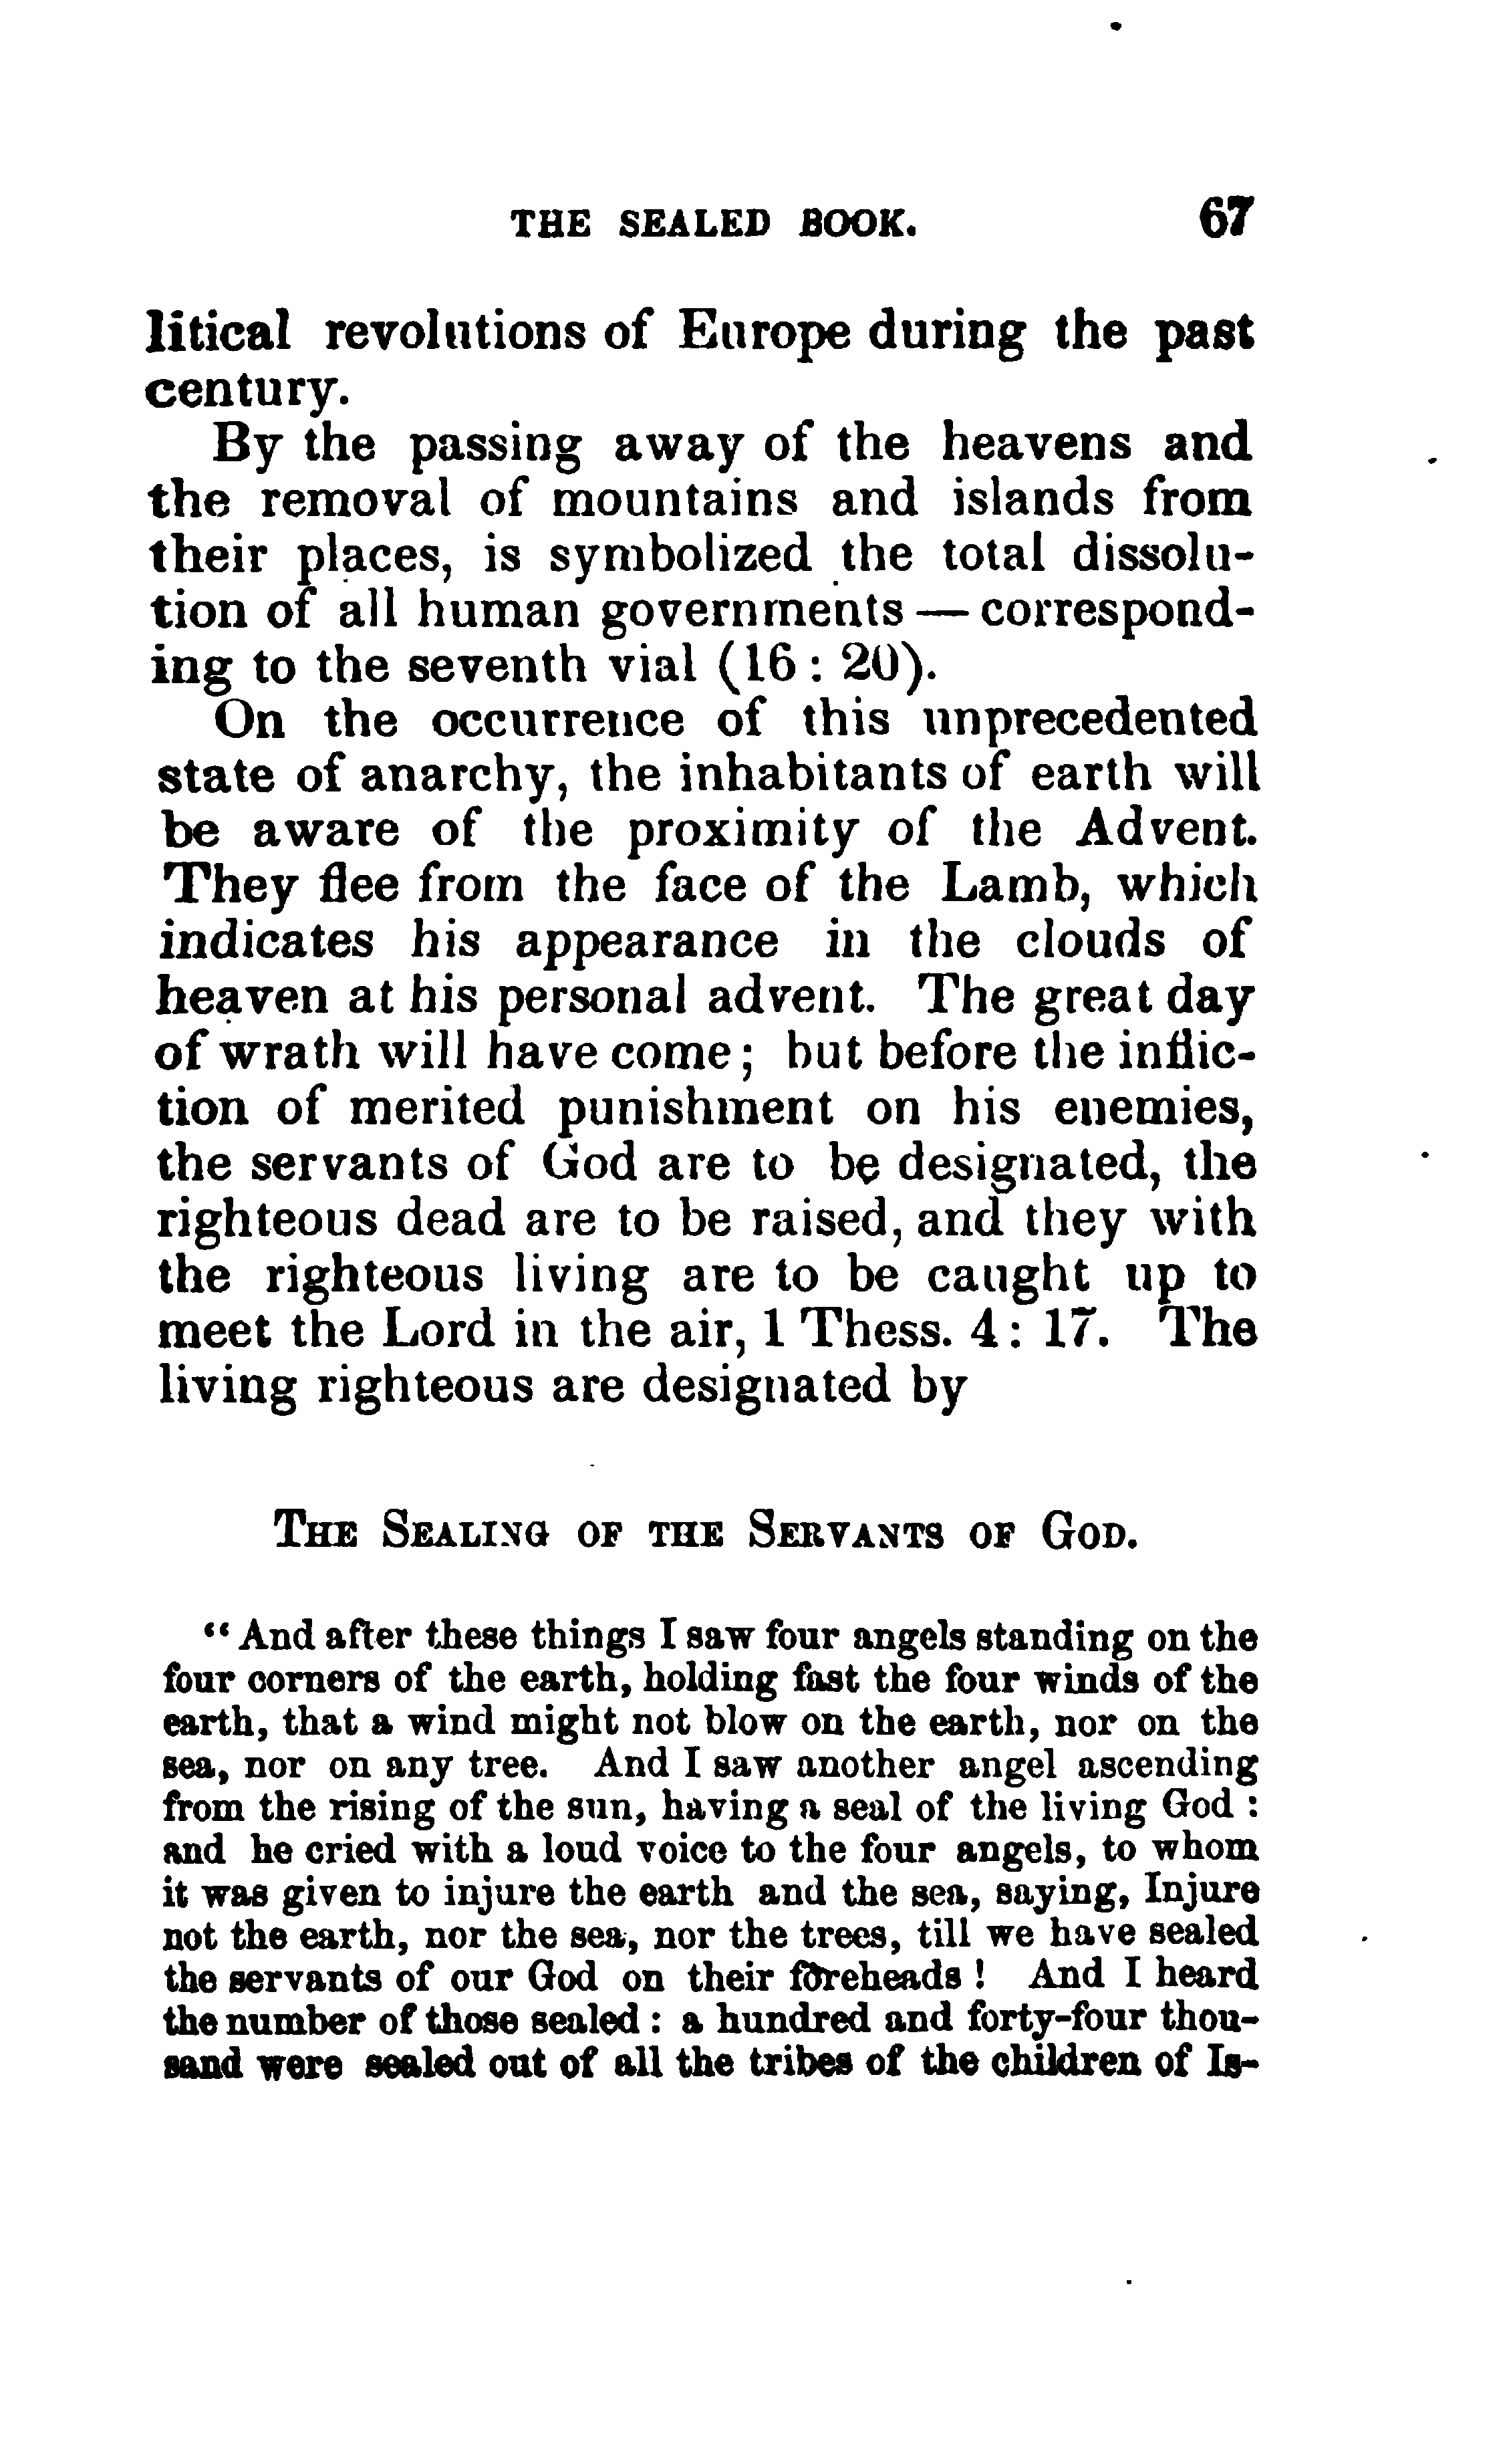 THE SEALED BOOK. 67
litical revolutions of Europe during the past
century.
By the passing away of the heavens and
the removal of mountains and islands from
their places, is symbolized the total dissolu-
tion of all human governments — correspond-
ing to the seventh vial (16 : 20).
On the occurrence of this unprecedented
state of anarchy, the inhabitants of earth will
be aware of the proximity of the Advent.
They flee from the face of the Lamb, which
indicates his appearance in the clouds of
heaven at his personal advent. The great day
of wrath will have come; but before the inflic-
tion of merited punishment on his enemies,
the servants of God are to be designated, the
righteous dead are to be raised, and they with
the righteous living are to be caught up to
meet the Lord in the air, 1 Thess. 4 : 17. The
living righteous are designated by
THE SEALING OF THE SERVANTS OF GOD.
“ And after these things I saw four angels standing on the
four corners of the earth, holding fast the four winds of the
earth, that a wind might not blow on the earth, nor on the
sea, nor on any tree. And I saw another angel ascending
from the rising of the sun, having a seal of the living God :
and he cried with a loud voice to the four angels, to whom
it was given to injure the earth and the sea, saying, Injure
not the earth, nor the sea, nor the trees, till we have sealed
the servants of our God on their foreheads ! And I heard
the number of those sealed : a hundred and forty-four thou-
sand were sealed out of all the tribes of the children of Is-